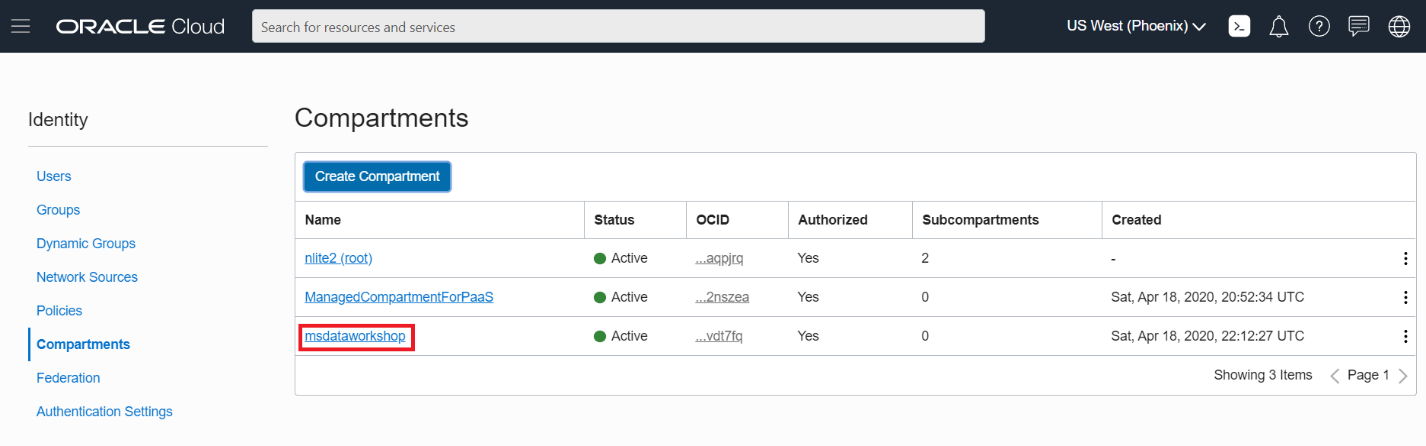 ORACLE Cloud Search for resources and services US West (Phoenix)
Identity
Users
Groups
Dynamic Groups
Network Sources
Policies
Compartments
Federation
Authentication Settings
Compartments
Create Compartment
Name Status OCID Authorized Subcompartments Created
nlite2 (root) Active ...aqpjrq Yes 2 -
ManagedCompartmentForPaaS Active ...2nszea Yes 0 Sat, Apr 18, 2020, 20:52:34 UTC
msdataworkshop Active ...vdt7fq Yes 0 Sat, Apr 18, 2020, 22:12:27 UTC
Showing 3 Items Page 1